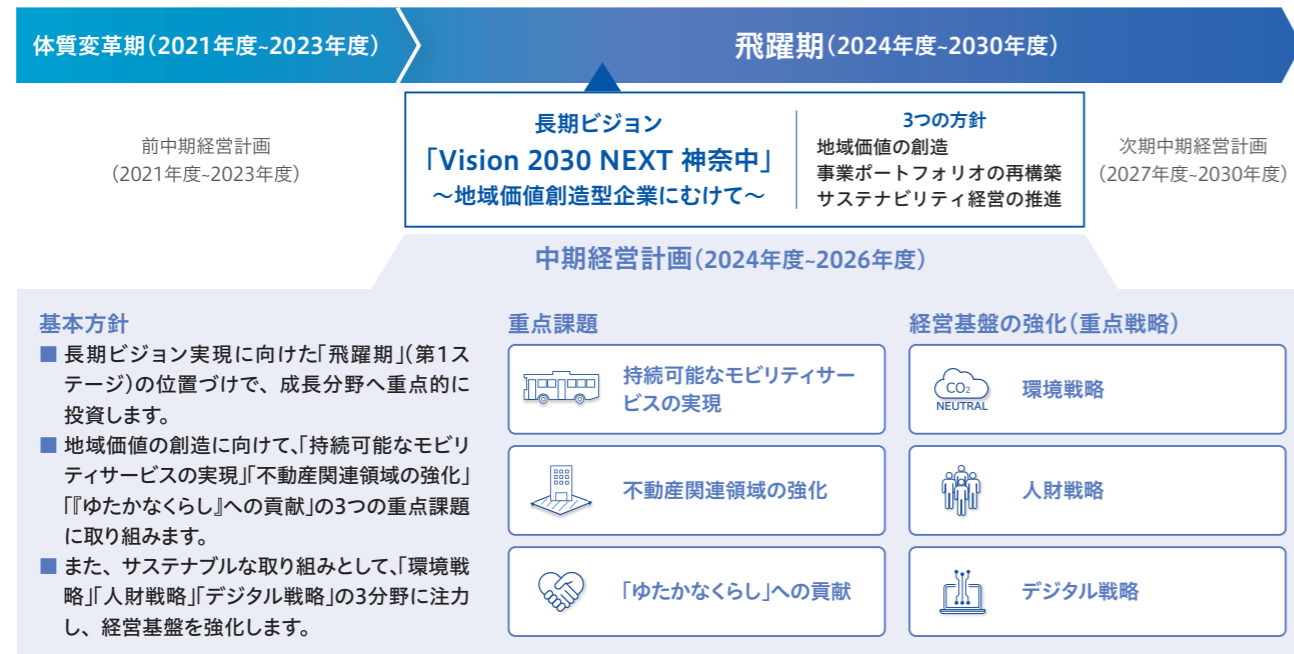 体質変革期(2021年度~2023年度)
飛躍期(2024年度~2030年度)
前中期経営計画
(2021年度~2023年度)
長期ビジョン
「Vision 2030 NEXT 神奈中」
~地域価値創造型企業にむけて~
3つの方針
地域価値の創造
事業ポートフォリオの再構築
サステナビリティ経営の推進
次期中期経営計画
(2027年度~2030年度)
中期経営計画(2024年度~2026年度)
基本方針
■ 長期ビジョン実現に向けた「飛躍期」(第1ス
テージ)の位置づけで、成長分野へ重点的に
投資します。
■ 地域価値の創造に向けて、「持続可能なモビリ
ティサービスの実現」「不動産関連領域の強化」
「『ゆたかなくらし』への貢献」の3つの重点課題
に取り組みます。
■ また、サステナブルな取り組みとして、「環境戦
略」「人財戦略」「デジタル戦略」の3分野に注力
し、経営基盤を強化します。
重点課題
持続可能なモビリティサー
ビスの実現
不動産関連領域の強化
「ゆたかなくらし」への貢献
経営基盤の強化(重点戦略)
CO₂
NEUTRAL
環境戦略
人財戦略
デジタル戦略